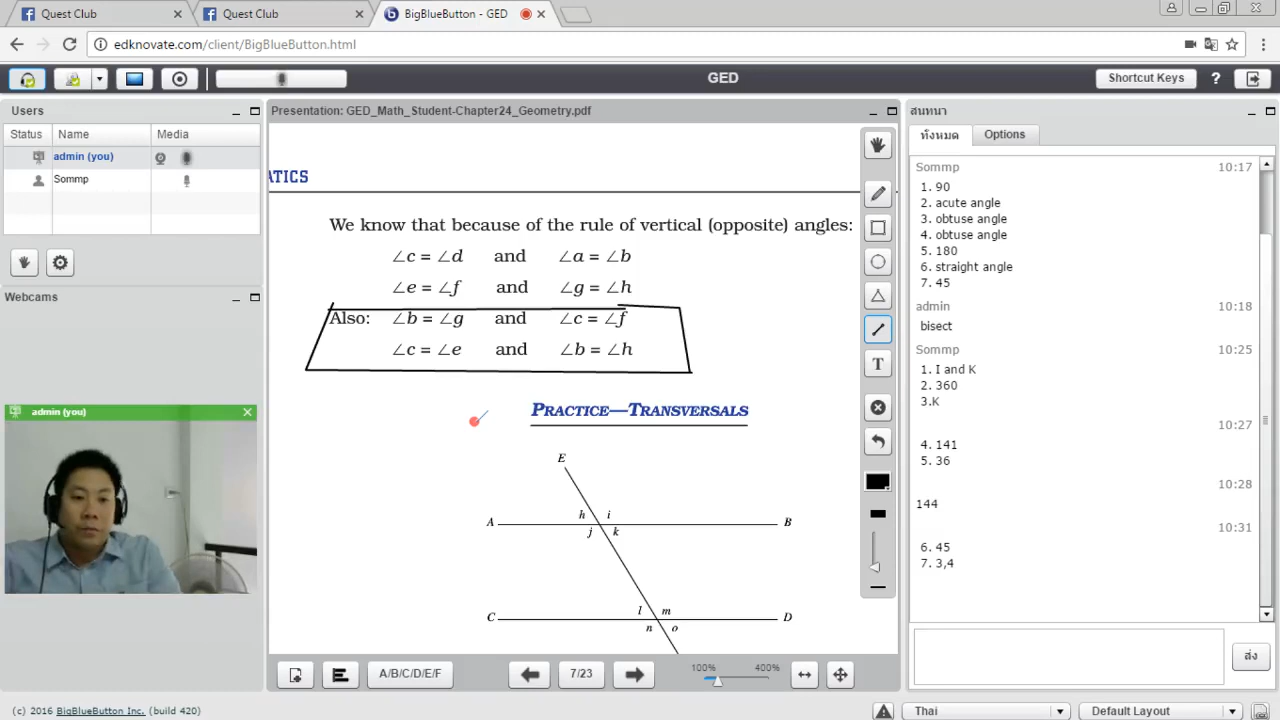 Quest Club
Quest Club
BigBlueButton - GED
edknovate.com/client/BigBlueButton.html
GED
Shortcut Keys
?
Users
Status Name Media
admin (you)
Sommp
Webcams
admin (you)
Presentation: GED_Math_Student-Chapter24_Geometry.pdf
ATICS
We know that because of the rule of vertical (opposite) angles:
∠c = ∠d and ∠a = ∠b
∠e = ∠f and ∠g = ∠h
Also: ∠b = ∠g and ∠c = ∠f
∠c = ∠e and ∠b = ∠h
PRACTICE—TRANSVERSALS
E
h i
A B
j k
l m
C D
n o
T
A/B/C/D/E/F
7/23
100% 400%
สนทนา
ทั้งหมด Options
Sommp 10:17
1. 90
2. acute angle
3. obtuse angle
4. obtuse angle
5. 180
6. straight angle
7. 45
admin 10:18
bisect
Sommp 10:25
1. I and K
2. 360
3.K
10:27
4. 141
5. 36
10:28
144
10:31
6. 45
7. 3,4
ส่ง
(c) 2016 BigBlueButton Inc. (build 420)
Thai
Default Layout